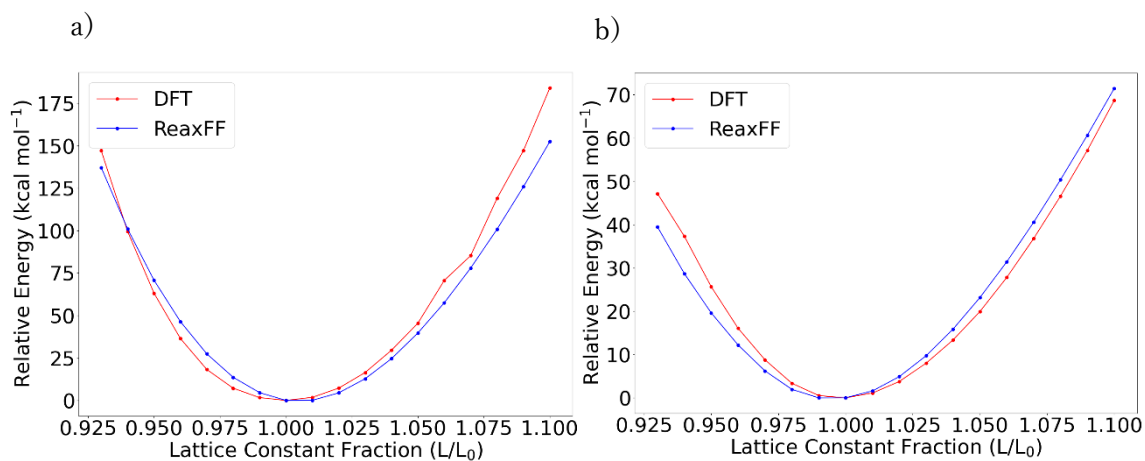 a)
DFT
ReaxFF
Relative Energy (kcal mol⁻¹)
175
150
125
100
75
50
25
0
0.925 0.950 0.975 1.000 1.025 1.050 1.075 1.100
Lattice Constant Fraction (L/L₀)
b)
DFT
ReaxFF
Relative Energy (kcal mol⁻¹)
70
60
50
40
30
20
10
0
0.925 0.950 0.975 1.000 1.025 1.050 1.075 1.100
Lattice Constant Fraction (L/L₀)